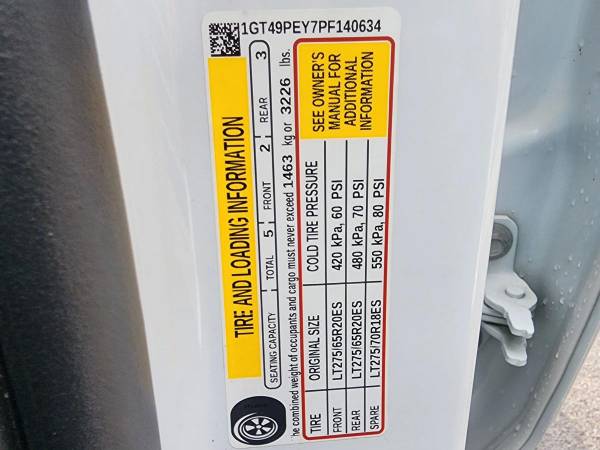 1GT49PEY7PF140634
TIRE AND LOADING INFORMATION
SEATING CAPACITY TOTAL 5 FRONT 2 REAR 3
he combined weight of occupants and cargo must never exceed 1463 kg or 3226 lbs.
TIRE ORIGINAL SIZE COLD TIRE PRESSURE
FRONT LT275/65R20ES 420 kPa, 60 PSI
REAR LT275/65R20ES 480 kPa, 70 PSI
SPARE LT275/70R18ES 550 kPa, 80 PSI
SEE OWNER'S
MANUAL FOR
ADDITIONAL
INFORMATION